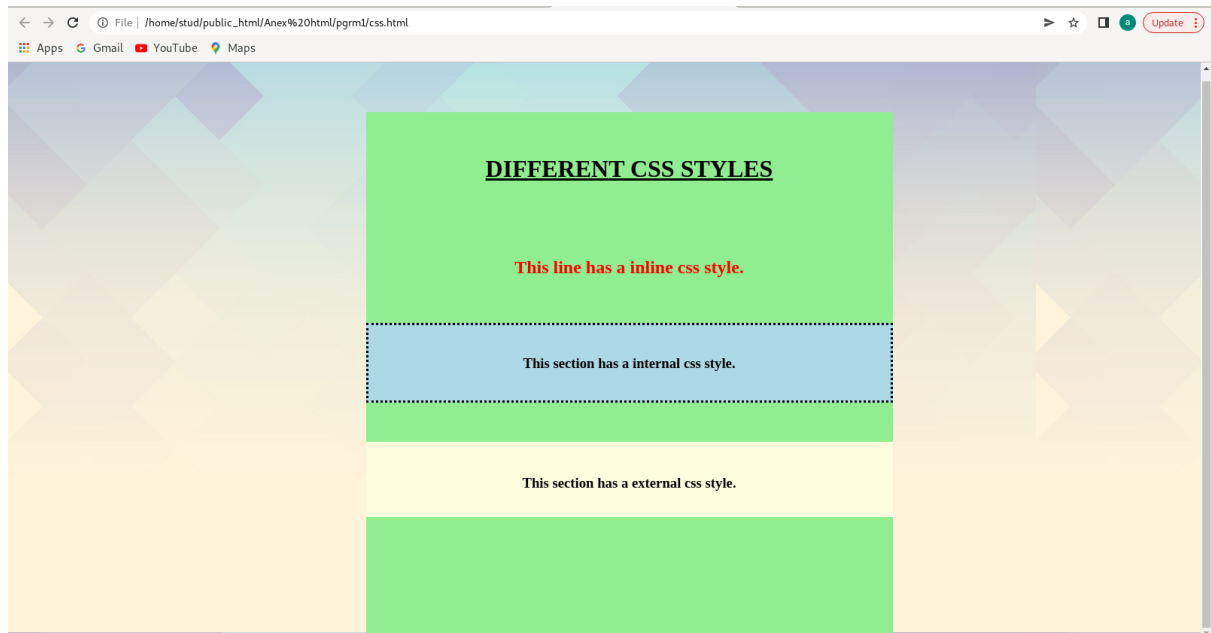 File /home/stud/public_html/Anex%20html/pgrm1/css.html a Update
Apps Gmail YouTube Maps
DIFFERENT CSS STYLES
This line has a inline css style.
This section has a internal css style.
This section has a external css style.